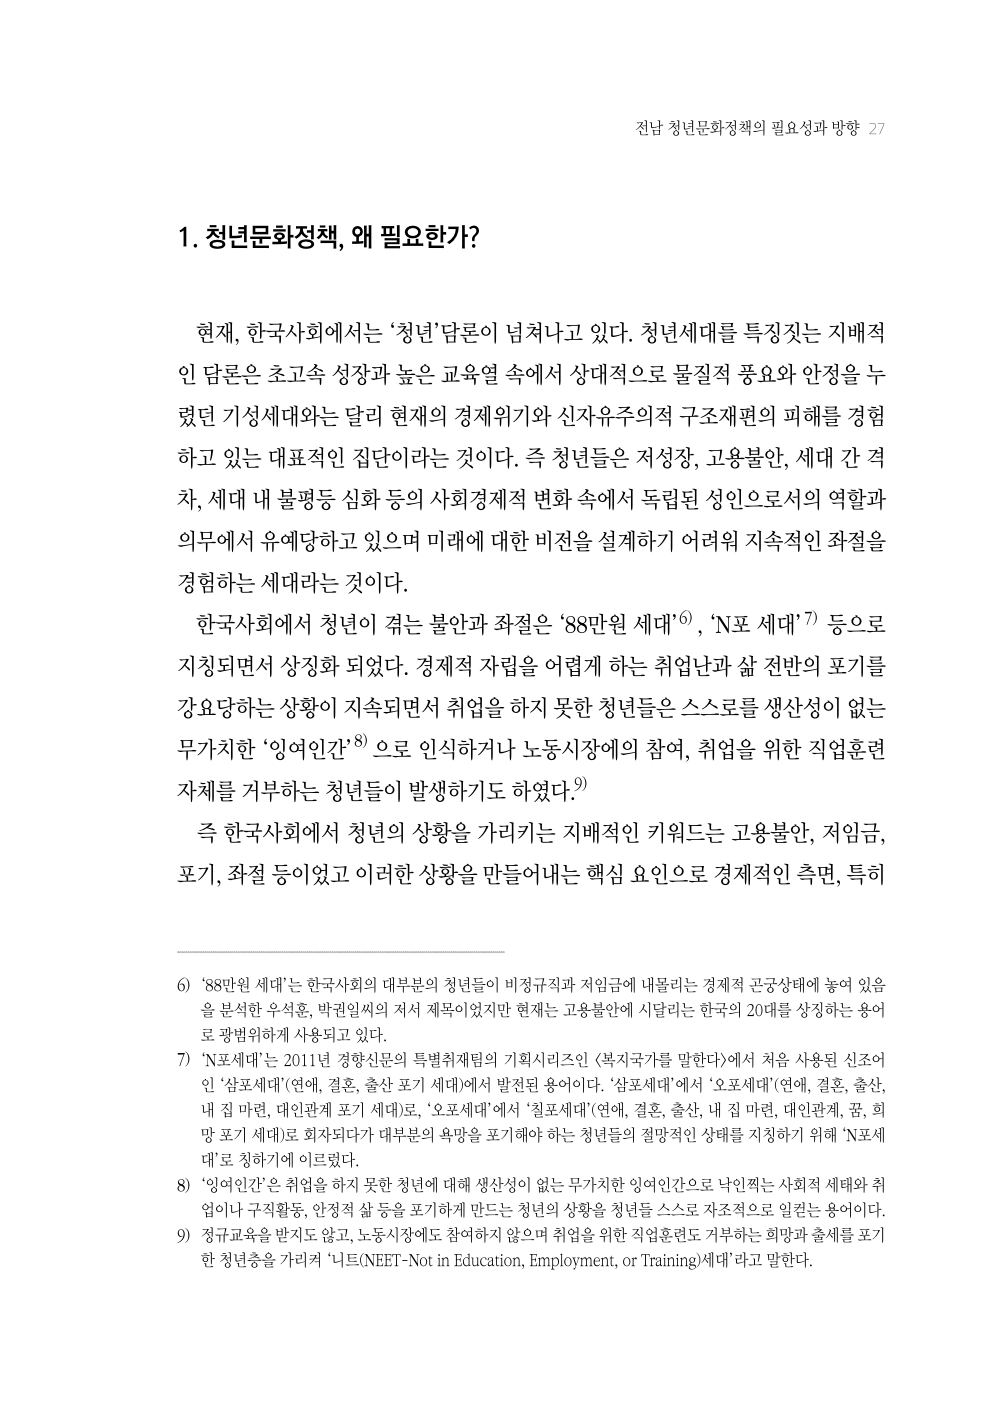 전남 청년문화정책의 필요성과 방향 27
1. 청년문화정책, 왜 필요한가?
현재, 한국사회에서는 ‘청년’담론이 넘쳐나고 있다. 청년세대를 특징짓는 지배적
인 담론은 초고속 성장과 높은 교육열 속에서 상대적으로 물질적 풍요와 안정을 누
렸던 기성세대와는 달리 현재의 경제위기와 신자유주의적 구조재편의 피해를 경험
하고 있는 대표적인 집단이라는 것이다. 즉 청년들은 저성장, 고용불안, 세대 간 격
차, 세대 내 불평등 심화 등의 사회경제적 변화 속에서 독립된 성인으로서의 역할과
의무에서 유예당하고 있으며 미래에 대한 비전을 설계하기 어려워 지속적인 좌절을
경험하는 세대라는 것이다.
한국사회에서 청년이 겪는 불안과 좌절은 ‘88만원 세대’6), ‘N포 세대’7) 등으로
지칭되면서 상징화 되었다. 경제적 자립을 어렵게 하는 취업난과 삶 전반의 포기를
강요당하는 상황이 지속되면서 취업을 하지 못한 청년들은 스스로를 생산성이 없는
무가치한 ‘잉여인간’8)으로 인식하거나 노동시장에의 참여, 취업을 위한 직업훈련
자체를 거부하는 청년들이 발생하기도 하였다.9)
즉 한국사회에서 청년의 상황을 가리키는 지배적인 키워드는 고용불안, 저임금,
포기, 좌절 등이었고 이러한 상황을 만들어내는 핵심 요인으로 경제적인 측면, 특히
6) ‘88만원 세대’는 한국사회의 대부분의 청년들이 비정규직과 저임금에 내몰리는 경제적 곤궁상태에 놓여 있음
을 분석한 우석훈, 박권일씨의 저서 제목이었지만 현재는 고용불안에 시달리는 한국의 20대를 상징하는 용어
로 광범위하게 사용되고 있다.
7) ‘N포세대’는 2011년 경향신문의 특별취재팀의 기획시리즈인 <복지국가를 말한다>에서 처음 사용된 신조어
인 ‘삼포세대’(연애, 결혼, 출산 포기 세대)에서 발전된 용어이다. ‘삼포세대’에서 ‘오포세대’(연애, 결혼, 출산,
내 집 마련, 대인관계 포기 세대)로, ‘오포세대’에서 ‘칠포세대’(연애, 결혼, 출산, 내 집 마련, 대인관계, 꿈, 희
망 포기 세대)로 회자되다가 대부분의 욕망을 포기해야 하는 청년들의 절망적인 상태를 지칭하기 위해 ‘N포세
대’로 칭하기에 이르렀다.
8) ‘잉여인간’은 취업을 하지 못한 청년에 대해 생산성이 없는 무가치한 잉여인간으로 낙인찍는 사회적 세태와 취
업이나 구직활동, 안정적 삶 등을 포기하게 만드는 청년의 상황을 청년들 스스로 자조적으로 일컫는 용어이다.
9) 정규교육을 받지도 않고, 노동시장에도 참여하지 않으며 취업을 위한 직업훈련도 거부하는 희망과 출세를 포기
한 청년층을 가리켜 ‘니트(NEET-Not in Education, Employment, or Training)세대’라고 말한다.